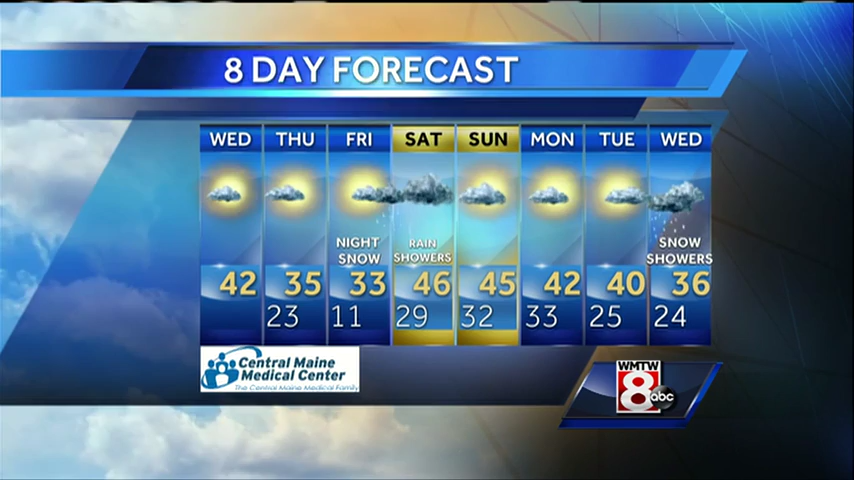 8 DAY FORECAST
WED THU FRI SAT SUN MON TUE WED
NIGHT SNOW RAIN SHOWERS SNOW SHOWERS
42 35 33 46 45 42 40 36
23 11 29 32 33 25 24
Central Maine
Medical Center
The Central Maine Medical Family
WMTW
8 abc